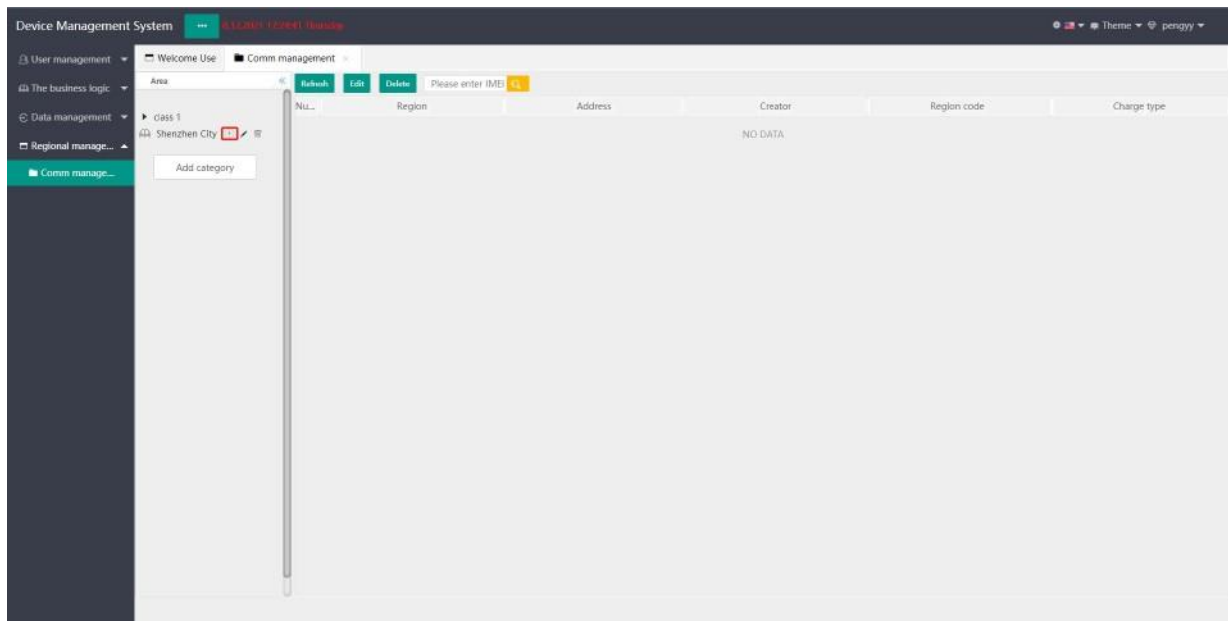 Device Management System
Theme
pengyy
User management
Welcome Use
Comm management
The business logic
Area
Refresh
Edit
Delete
Please enter IMEI
Nu...
Region
Address
Creator
Region code
Charge type
Data management
class 1
NO DATA
Shenzhen City
Regional manage...
Add category
Comm manage...